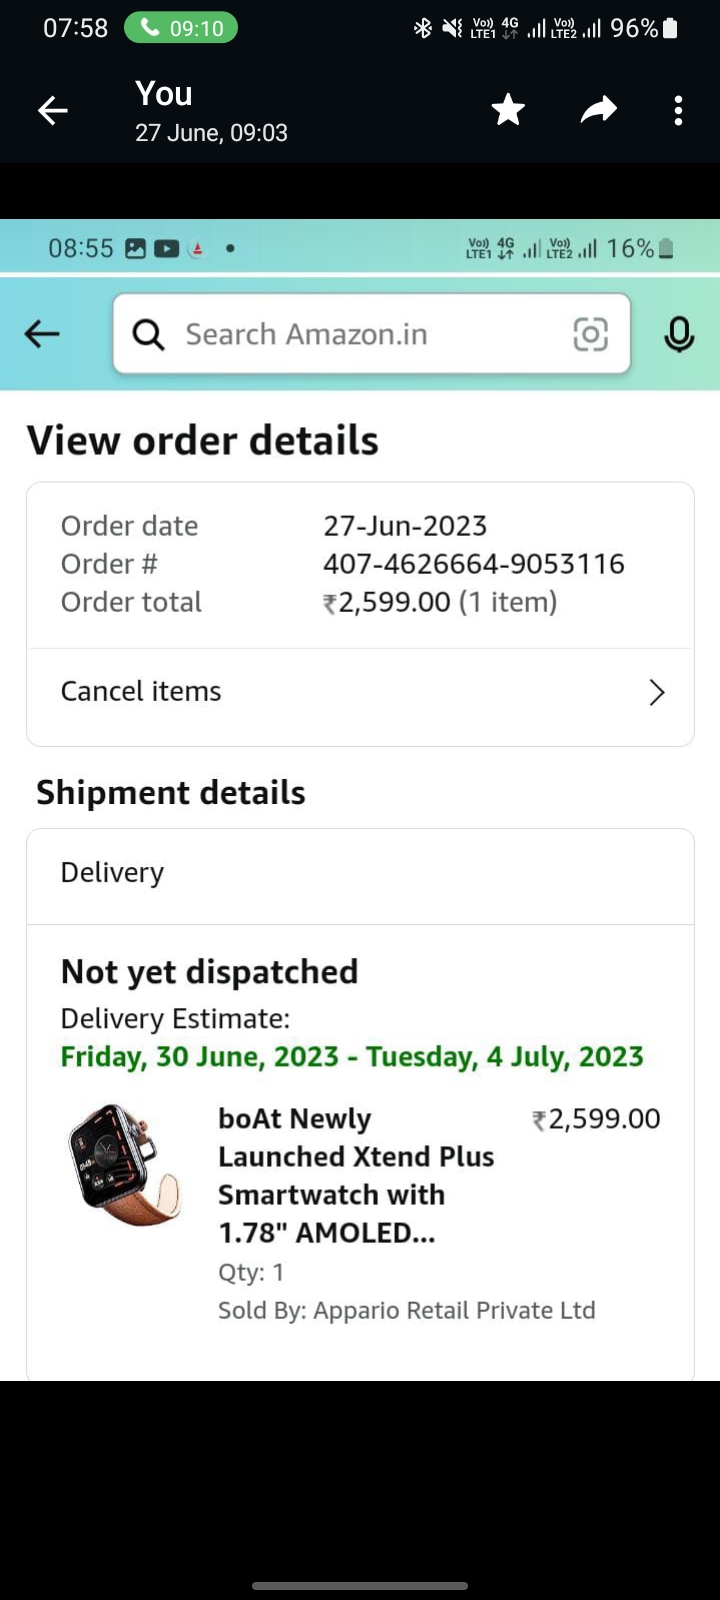 07:58 09:10 Vo) LTE1 4G Vo) LTE2 96%
You
27 June, 09:03
08:55 Vo) LTE1 4G Vo) LTE2 16%
Search Amazon.in
View order details
Order date 27-Jun-2023
Order # 407-4626664-9053116
Order total ₹2,599.00 (1 item)
Cancel items
Shipment details
Delivery
Not yet dispatched
Delivery Estimate:
Friday, 30 June, 2023 - Tuesday, 4 July, 2023
boAt Newly ₹2,599.00
Launched Xtend Plus
Smartwatch with
1.78" AMOLED...
Qty: 1
Sold By: Appario Retail Private Ltd